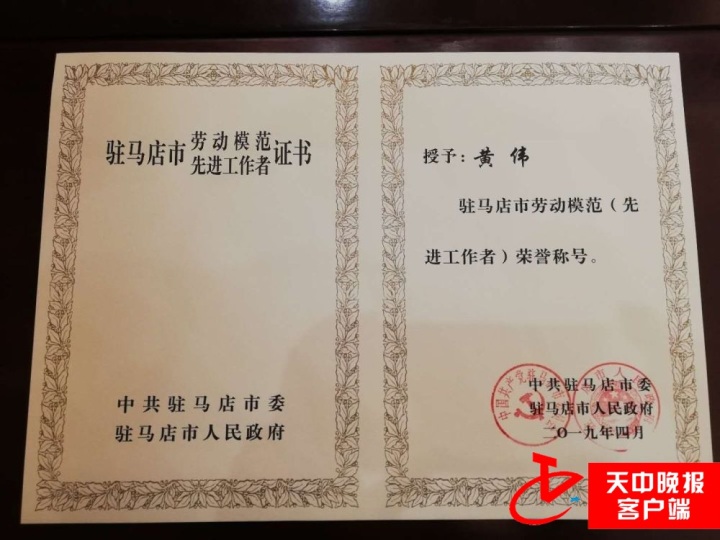 驻马店市劳动模范先进工作者证书
中共驻马店市委
驻马店市人民政府
授予：黄伟
驻马店市劳动模范（先
进工作者）荣誉称号。
中共驻马店市委
驻马店市人民政府
二〇一九年四月
天中晚报
客户端